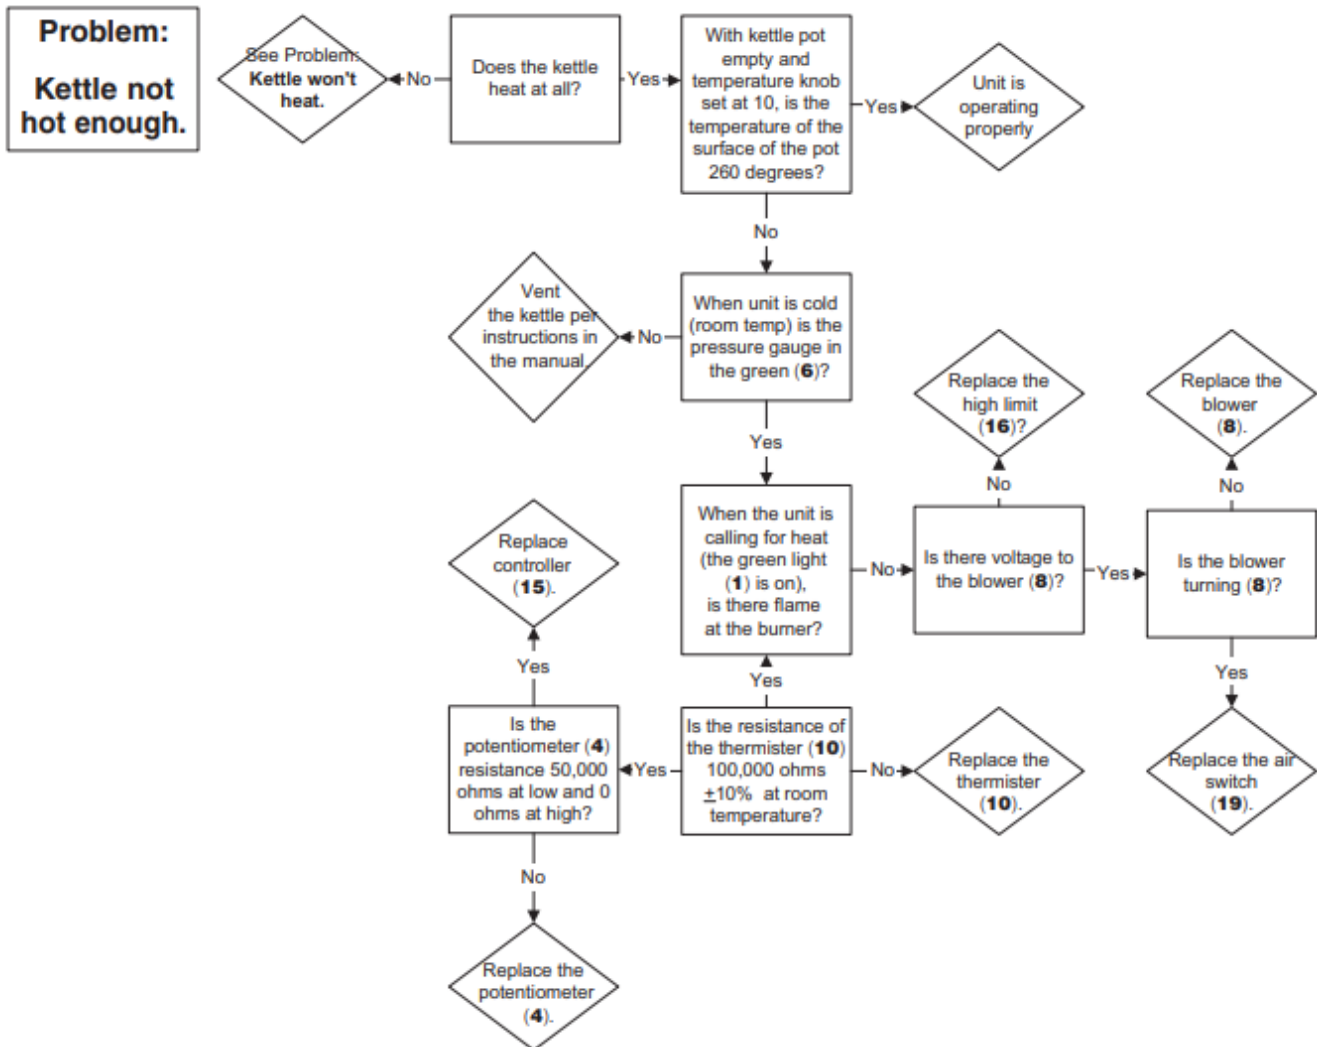 Problem:
Kettle not
hot enough.
See Problem:
Kettle won't
heat.
No
Does the kettle
heat at all?
Yes
With kettle pot
empty and
temperature knob
set at 10, is the
temperature of the
surface of the pot
260 degrees?
Yes
Unit is
operating
properly
No
Vent
the kettle per
instructions in
the manual.
No
When unit is cold
(room temp) is the
pressure gauge in
the green (6)?
Replace the
high limit
(16)?
Replace the
blower
(8).
Yes
No
No
Replace
controller
(15).
When the unit is
calling for heat
(the green light
(1) is on),
is there flame
at the burner?
No
Is there voltage to
the blower (8)?
Yes
Is the blower
turning (8)?
Yes
Yes
Yes
Is the
potentiometer (4)
resistance 50,000
ohms at low and 0
ohms at high?
Yes
Is the resistance of
the thermister (10)
100,000 ohms
±10% at room
temperature?
No
Replace the
thermister
(10).
Replace the air
switch
(19).
No
Replace the
potentiometer
(4).